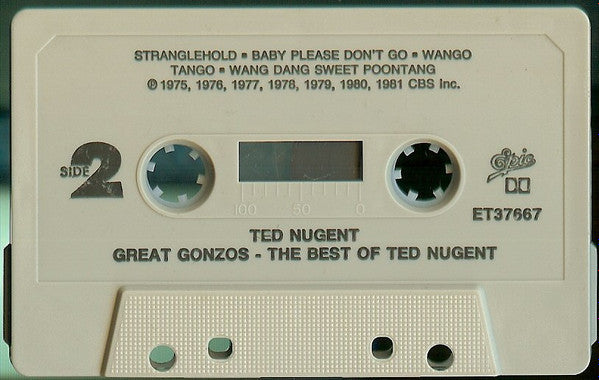 STRANGLEHOLD ▪ BABY PLEASE DON'T GO ▪ WANGO
TANGO ▪ WANG DANG SWEET POONTANG
℗ 1975, 1976, 1977, 1978, 1979, 1980, 1981 CBS Inc.
SIDE 2
100 50 0
Epic
ET37667
TED NUGENT
GREAT GONZOS - THE BEST OF TED NUGENT